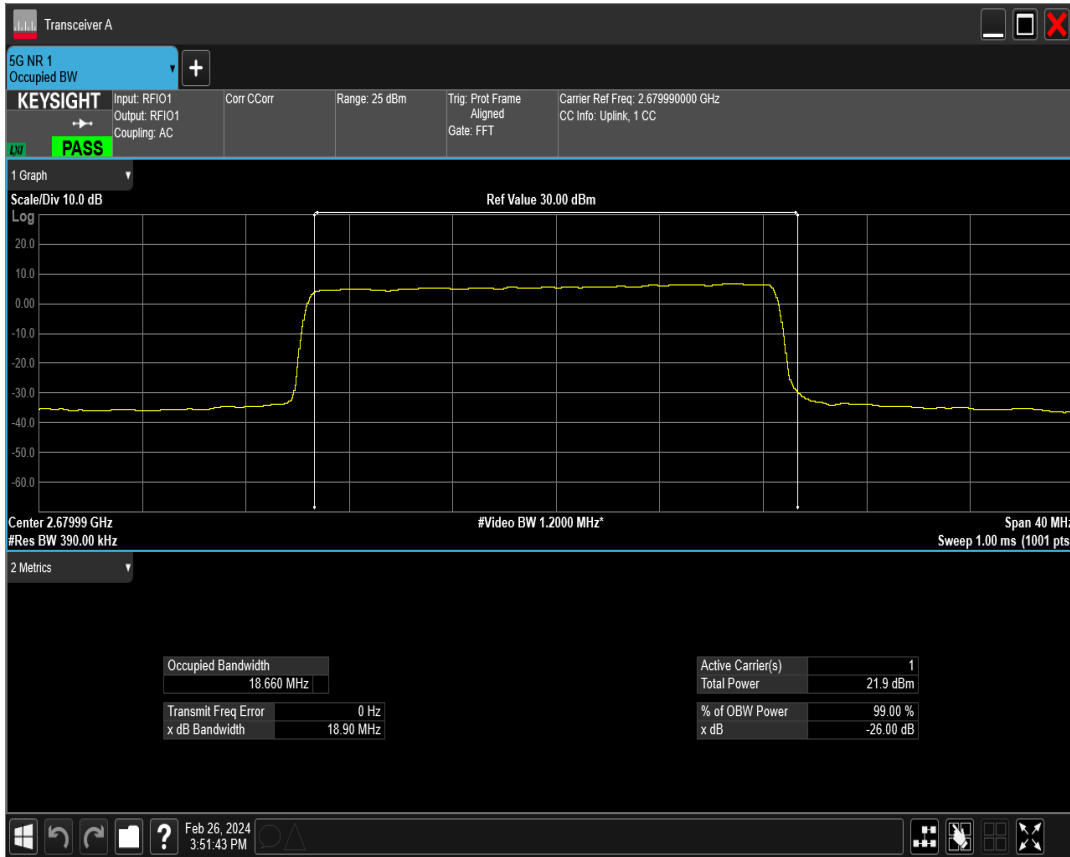 Transceiver A
5G NR 1
Occupied BW
KEYSIGHT
LXI
PASS
Input: RFIO1
Output: RFIO1
Coupling: AC
Corr CCorr
Range: 25 dBm
Trig: Prot Frame
Aligned
Gate: FFT
Carrier Ref Freq: 2.679990000 GHz
CC Info: Uplink, 1 CC
1 Graph
Scale/Div 10.0 dB
Ref Value 30.00 dBm
Log
20.0
10.0
0.00
-10.0
-20.0
-30.0
-40.0
-50.0
-60.0
Center 2.67999 GHz
#Video BW 1.2000 MHz*
Span 40 MHz
#Res BW 390.00 kHz
Sweep 1.00 ms (1001 pts
2 Metrics
Occupied Bandwidth
18.660 MHz
Transmit Freq Error 0 Hz
x dB Bandwidth 18.90 MHz
Active Carrier(s) 1
Total Power 21.9 dBm
% of OBW Power 99.00 %
x dB -26.00 dB
?
Feb 26, 2024
3:51:43 PM